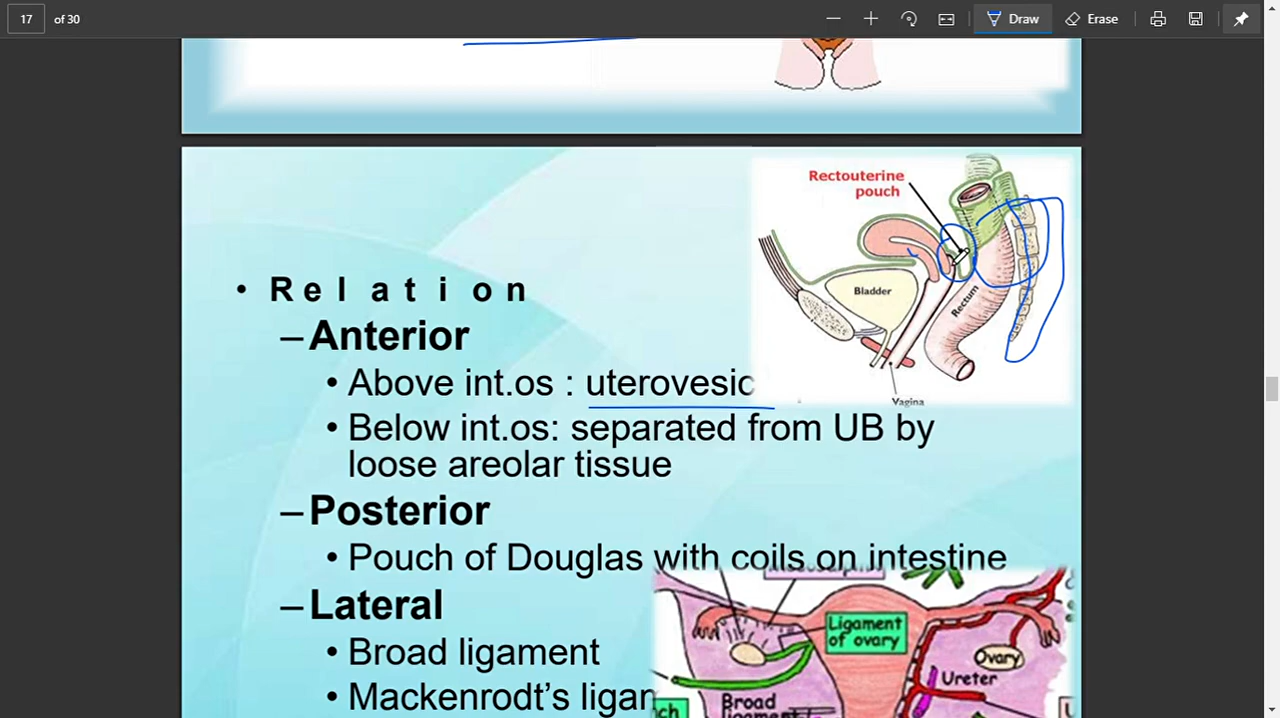 17 of 30
Draw
Erase
Rectouterine
pouch
Bladder
Rectum
Vagina
• Relation
–Anterior
• Above int.os : uterovesic
• Below int.os: separated from UB by
loose areolar tissue
–Posterior
• Pouch of Douglas with coils on intestine
–Lateral
• Broad ligament
• Mackenrodt’s ligan
Ligament
of ovary
Ovary
Ureter
Broad